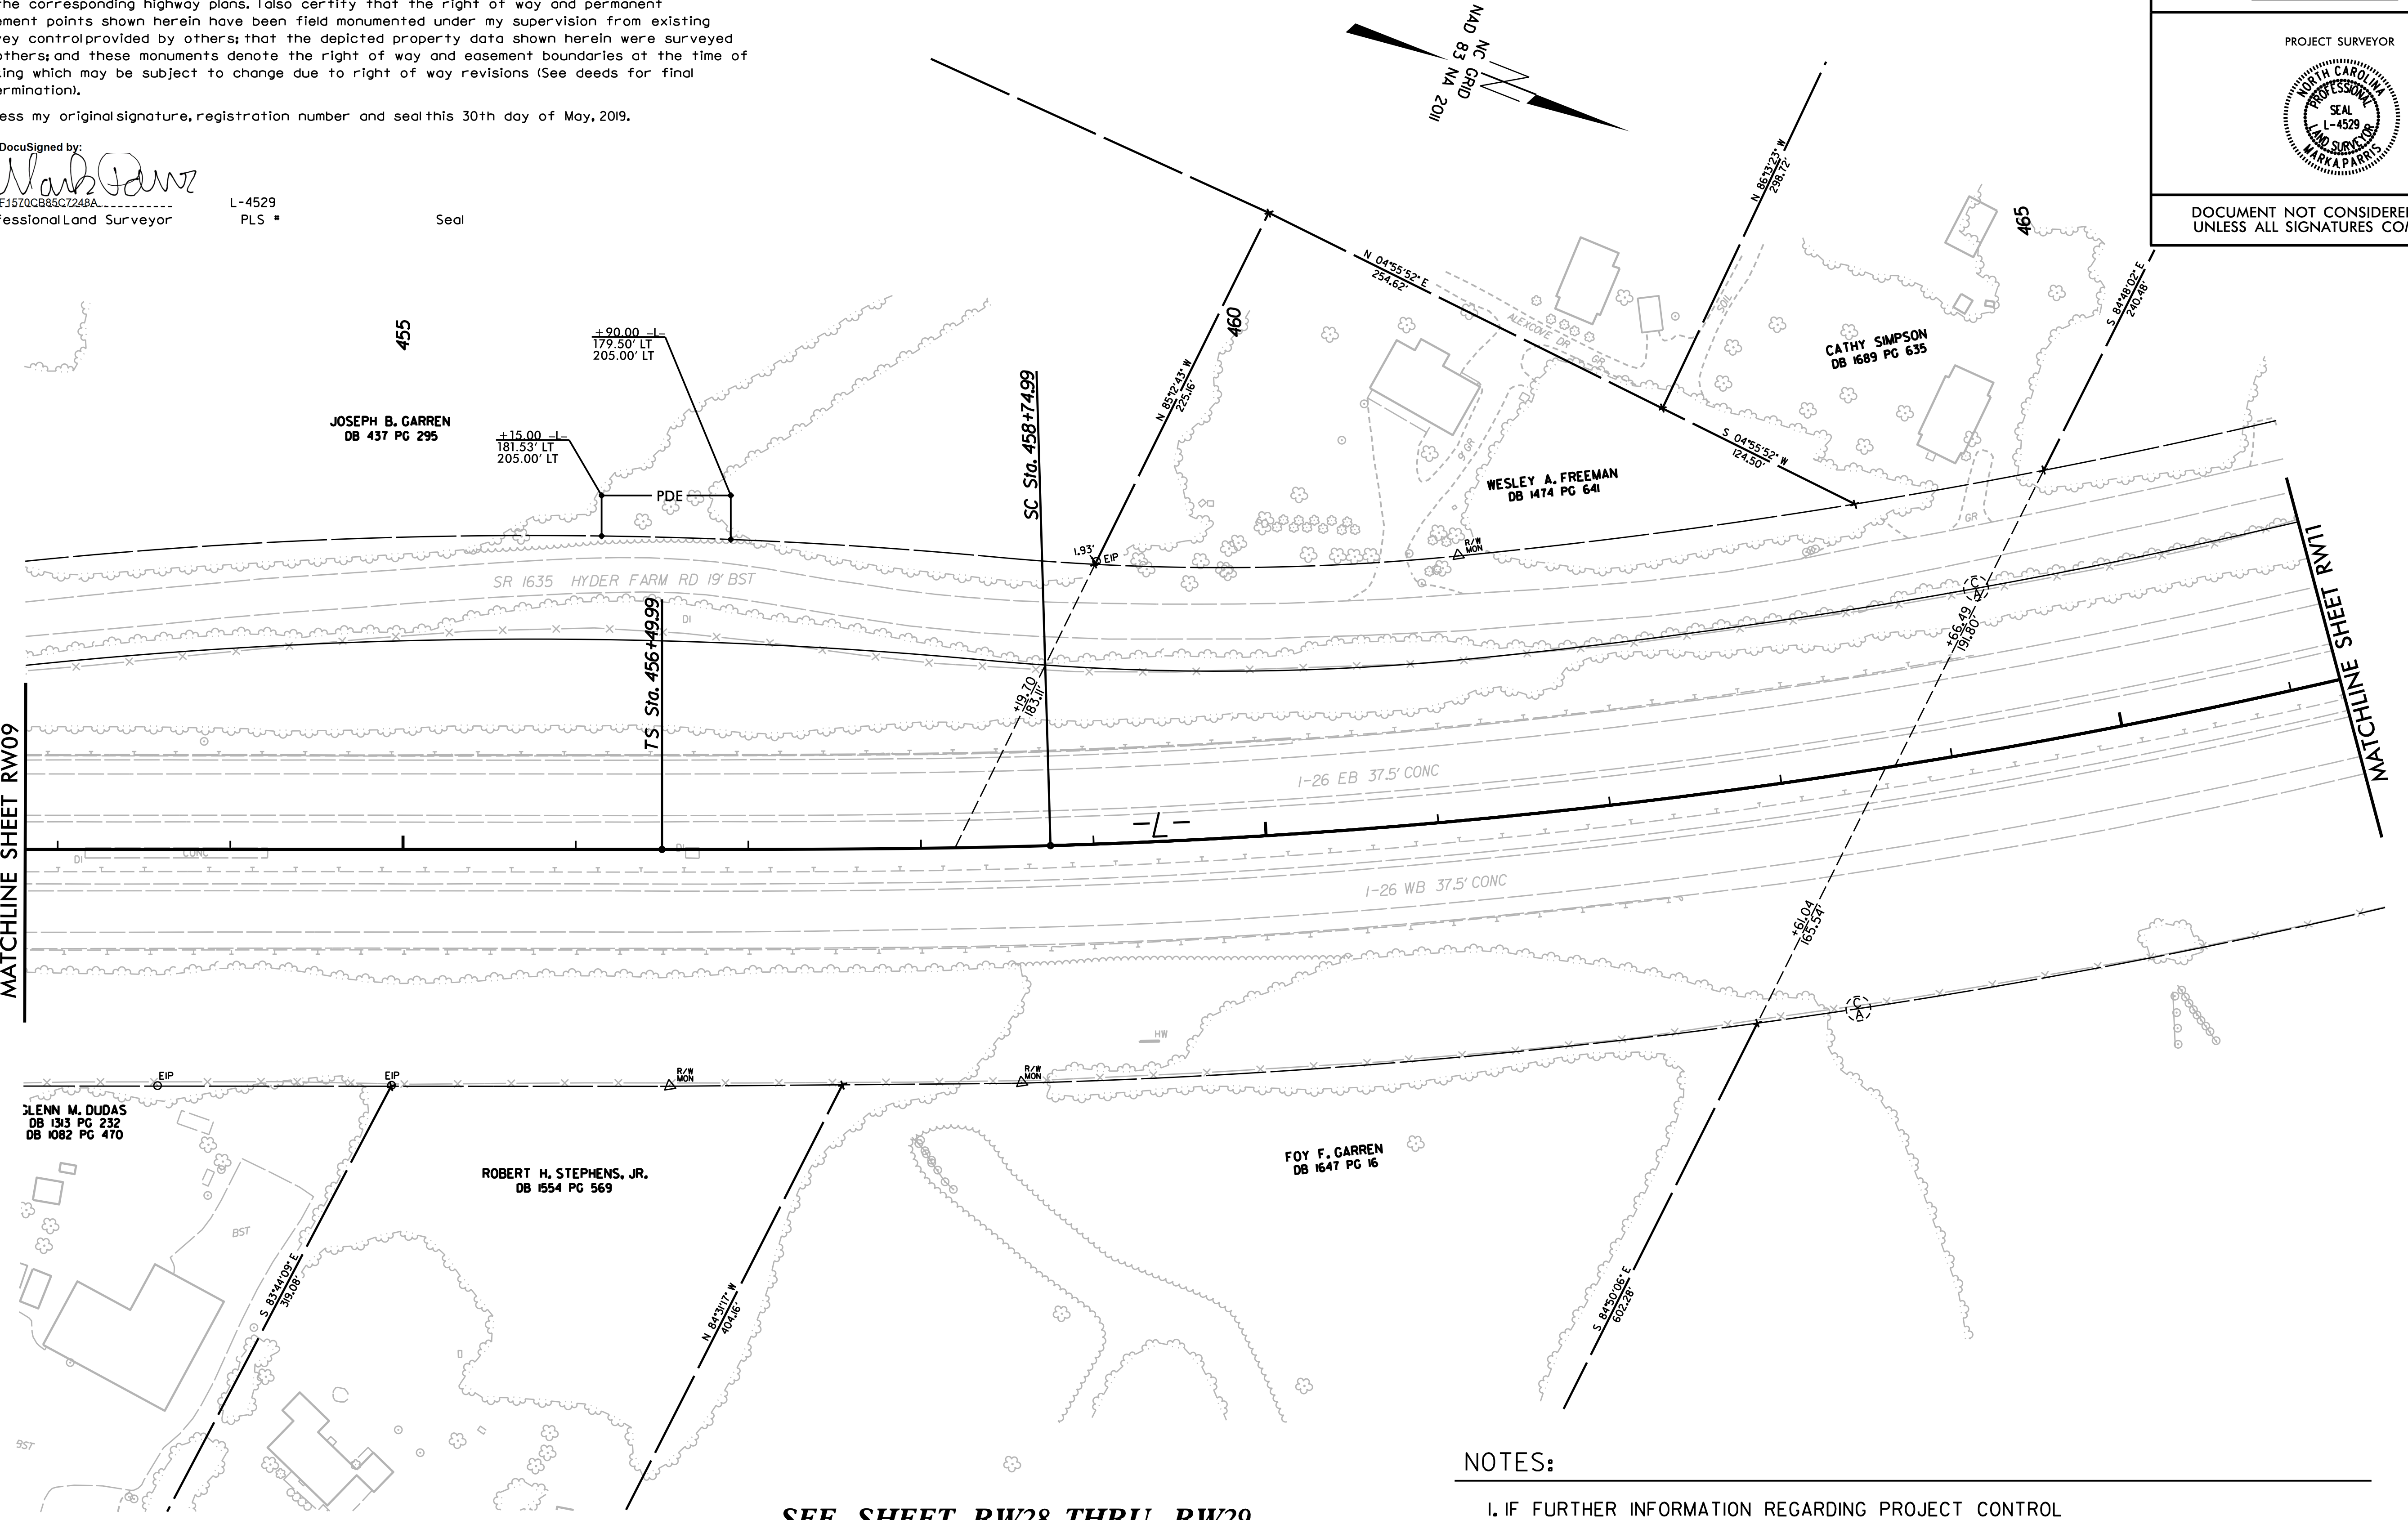 the corresponding highway plans. I also certify that the right of way and permanent
ement points shown herein have been field monumented under my supervision from existing
vey control provided by others; that the depicted property data shown herein were surveyed
others; and these monuments denote the right of way and easement boundaries at the time of
ing which may be subject to change due to right of way revisions (See deeds for final
ermination).
ess my original signature, registration number and seal this 30th day of May, 2019.
DocuSigned by:
F1570CB85C7248A...
L-4529
fessional Land Surveyor
PLS #
Seal
NC GRID
NAD 83 NA 2011
PROJECT SURVEYOR
NORTH CAROLINA
PROFESSIONAL
SEAL
L-4529
LAND SURVEYOR
MARK A PARRIS
DOCUMENT NOT CONSIDERE
UNLESS ALL SIGNATURES CO
N 86°13'23" W
298.72'
465
S 84°48'02" E
240.48'
N 04°55'52" E
254.62'
455
+90.00 -L-
179.50' LT
205.00' LT
460
SOIL
ALEXCOVE DR
GR
CATHY SIMPSON
DB 1689 PG 635
JOSEPH B. GARREN
DB 437 PG 295
+15.00 -L-
181.53' LT
205.00' LT
PDE
SC Sta. 458+74.99
N 85°12'43" W
225.16'
9' GR
S 04°55'52" W
124.50'
WESLEY A. FREEMAN
DB 1474 PG 641
GR
1.93'
EIP
R/W
MON
SR 1635 HYDER FARM RD 19' BST
DI
TS Sta. 456+49.99
C
A
+66.49
191.80'
MATCHLINE SHEET RW11
+19.70
183.11'
MATCHLINE SHEET RW09
I-26 EB 37.5' CONC
-L-
DI
CONC
DI
I-26 WB 37.5' CONC
+61.04
165.54'
C
A
HW
EIP
EIP
R/W
MON
R/W
MON
GLENN M. DUDAS
DB 1313 PG 232
DB 1082 PG 470
ROBERT H. STEPHENS, JR.
DB 1554 PG 569
FOY F. GARREN
DB 1647 PG 16
BST
S 83°44'09" E
319.08'
N 84°31'17" W
404.16'
S 84°50'06" E
602.28'
BST
NOTES:
1. IF FURTHER INFORMATION REGARDING PROJECT CONTROL
SEE SHEET RW28 THRU RW29